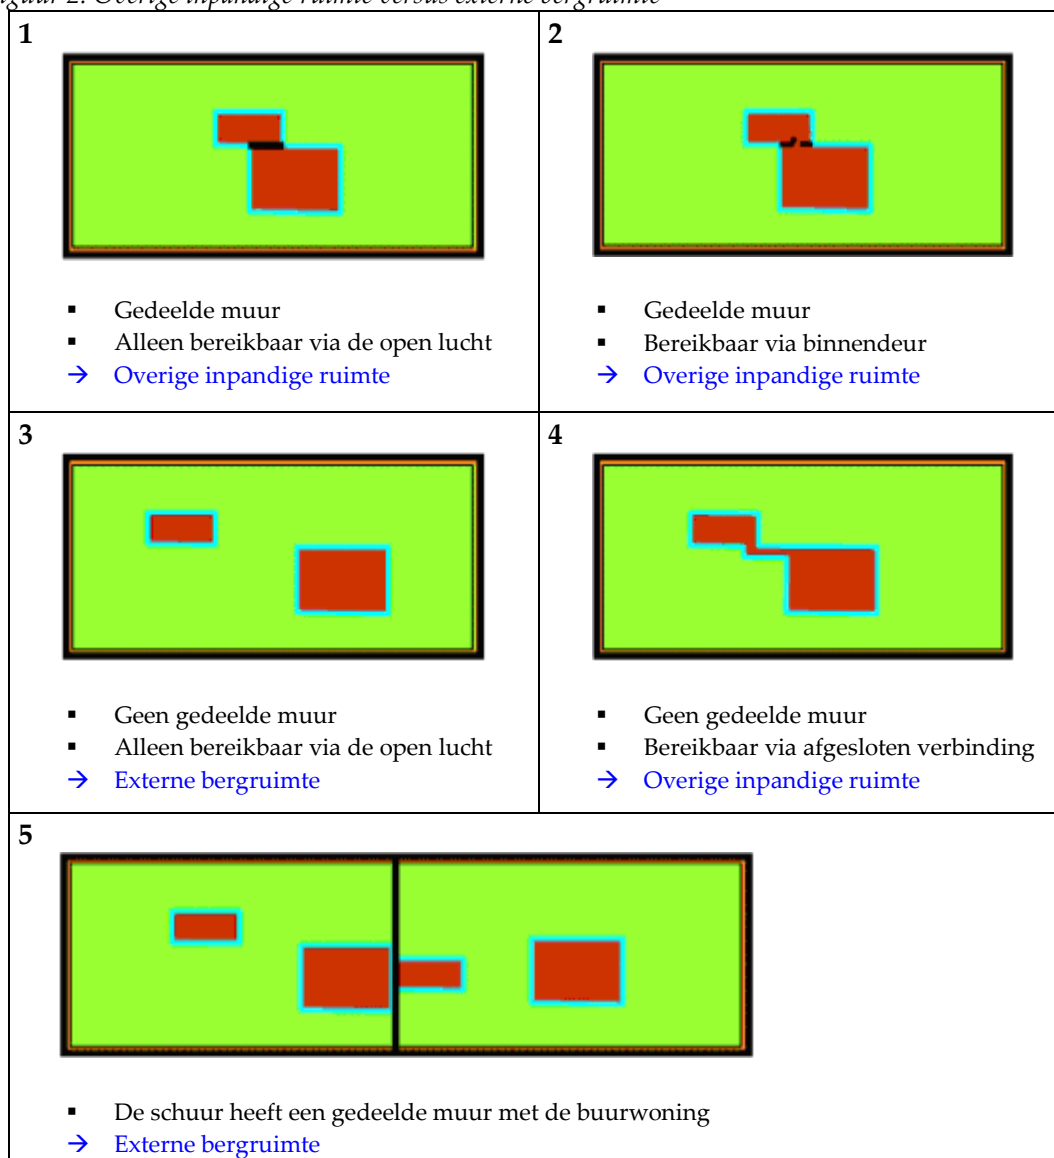 Figuur 2: Overige inpandige ruimte versus externe bergruimte
1
▪ Gedeelde muur
▪ Alleen bereikbaar via de open lucht
→ Overige inpandige ruimte
2
▪ Gedeelde muur
▪ Bereikbaar via binnendeur
→ Overige inpandige ruimte
3
▪ Geen gedeelde muur
▪ Alleen bereikbaar via de open lucht
→ Externe bergruimte
4
▪ Geen gedeelde muur
▪ Bereikbaar via afgesloten verbinding
→ Overige inpandige ruimte
5
▪ De schuur heeft een gedeelde muur met de buurwoning
→ Externe bergruimte